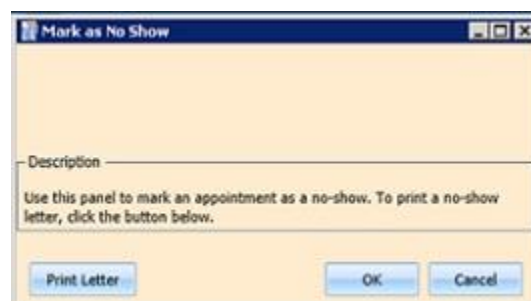 Mark as No Show
Description
Use this panel to mark an appointment as a no-show. To print a no-show
letter, click the button below.
Print Letter
OK
Cancel